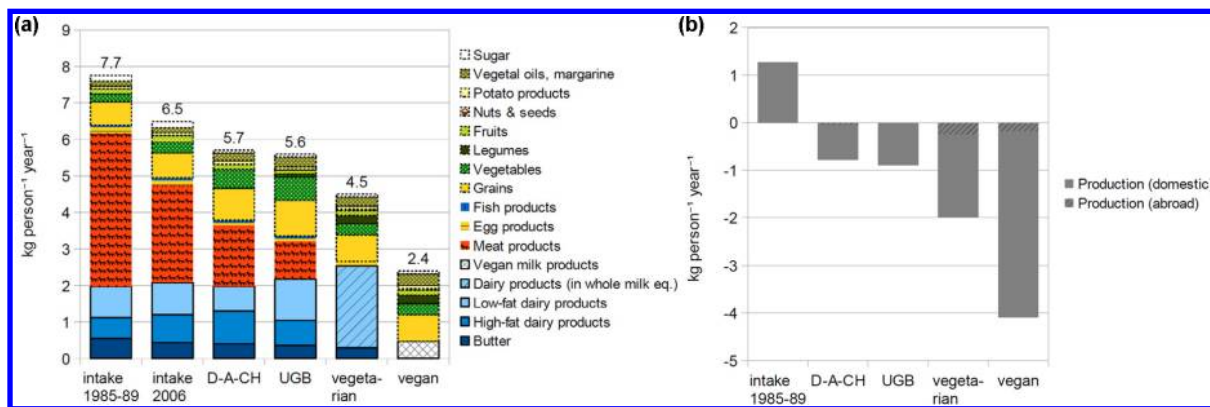 (a)
kg person⁻¹ year⁻¹
9
8
7
6
5
4
3
2
1
0
7.7
6.5
5.7
5.6
4.5
2.4
intake
1985-89
intake
2006
D-A-CH
UGB
vegeta-
rian
vegan
Sugar
Vegetal oils, margarine
Potato products
Nuts & seeds
Fruits
Legumes
Vegetables
Grains
Fish products
Egg products
Meat products
Vegan milk products
Dairy products (in whole milk eq.)
Low-fat dairy products
High-fat dairy products
Butter
(b)
kg person⁻¹ year⁻¹
2
1
0
-1
-2
-3
-4
-5
intake
1985-89
D-A-CH
UGB
vegeta-
rian
vegan
Production (domestic)
Production (abroad)